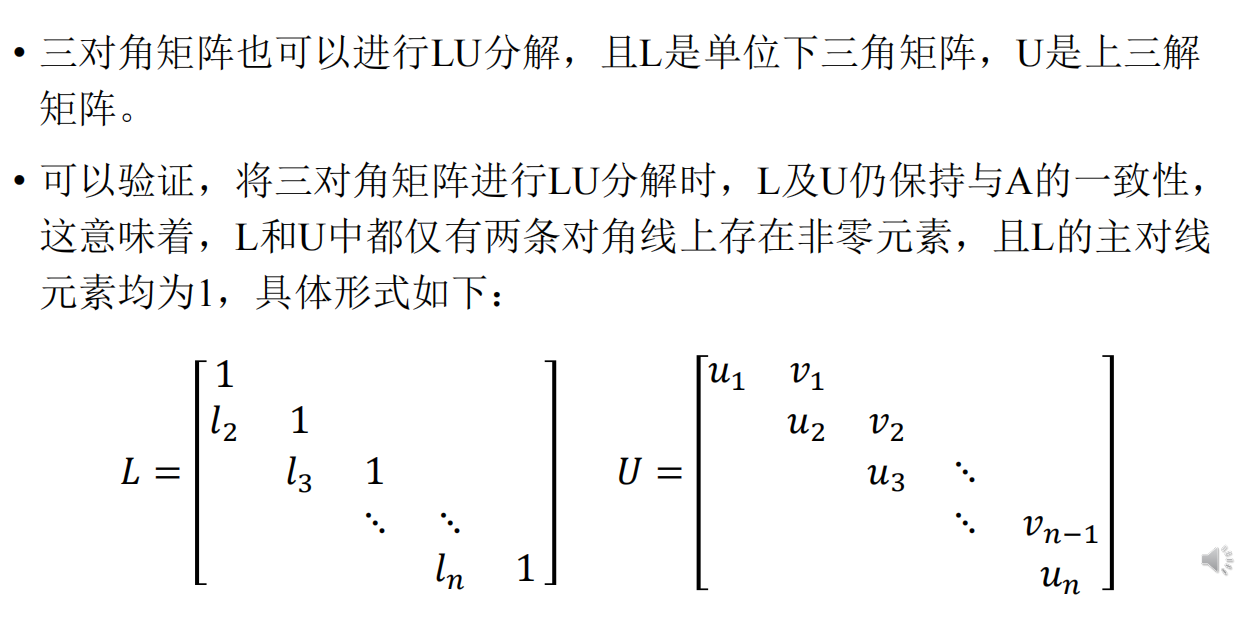 • 三对角矩阵也可以进行LU分解，且L是单位下三角矩阵，U是上三解
矩阵。
• 可以验证，将三对角矩阵进行LU分解时，L及U仍保持与A的一致性，
这意味着，L和U中都仅有两条对角线上存在非零元素，且L的主对线
元素均为1，具体形式如下：
L = [1
l₂ 1
l₃ 1
⋱ ⋱
lₙ 1]
U = [u₁ v₁
u₂ v₂
u₃ ⋱
⋱ vₙ₋₁
uₙ]